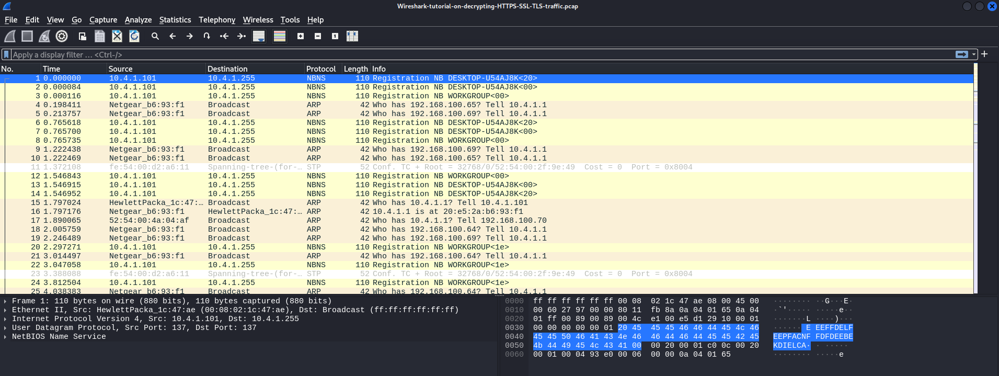 Wireshark-tutorial-on-decrypting-HTTPS-SSL-TLS-traffic.pcap
File Edit View Go Capture Analyze Statistics Telephony Wireless Tools Help
Apply a display filter … <Ctrl-/>
No. Time Source Destination Protocol Length Info
1 0.000000 10.4.1.101 10.4.1.255 NBNS 110 Registration NB DESKTOP-U54AJ8K<20>
2 0.000084 10.4.1.101 10.4.1.255 NBNS 110 Registration NB DESKTOP-U54AJ8K<00>
3 0.000116 10.4.1.101 10.4.1.255 NBNS 110 Registration NB WORKGROUP<00>
4 0.198411 Netgear_b6:93:f1 Broadcast ARP 42 Who has 192.168.100.65? Tell 10.4.1.1
5 0.213757 Netgear_b6:93:f1 Broadcast ARP 42 Who has 192.168.100.69? Tell 10.4.1.1
6 0.765618 10.4.1.101 10.4.1.255 NBNS 110 Registration NB DESKTOP-U54AJ8K<20>
7 0.765700 10.4.1.101 10.4.1.255 NBNS 110 Registration NB DESKTOP-U54AJ8K<00>
8 0.765735 10.4.1.101 10.4.1.255 NBNS 110 Registration NB WORKGROUP<00>
9 1.222438 Netgear_b6:93:f1 Broadcast ARP 42 Who has 192.168.100.69? Tell 10.4.1.1
10 1.222469 Netgear_b6:93:f1 Broadcast ARP 42 Who has 192.168.100.65? Tell 10.4.1.1
11 1.372108 fe:54:00:d2:a6:11 Spanning-tree-(for-… STP 52 Conf. TC + Root = 32768/0/52:54:00:2f:9e:49 Cost = 0 Port = 0x8004
12 1.546843 10.4.1.101 10.4.1.255 NBNS 110 Registration NB WORKGROUP<00>
13 1.546915 10.4.1.101 10.4.1.255 NBNS 110 Registration NB DESKTOP-U54AJ8K<00>
14 1.546952 10.4.1.101 10.4.1.255 NBNS 110 Registration NB DESKTOP-U54AJ8K<20>
15 1.797024 HewlettPacka_1c:47:… Broadcast ARP 42 Who has 10.4.1.1? Tell 10.4.1.101
16 1.797176 Netgear_b6:93:f1 HewlettPacka_1c:47:… ARP 42 10.4.1.1 is at 20:e5:2a:b6:93:f1
17 1.890065 52:54:00:4a:04:af Broadcast ARP 42 Who has 10.4.1.1? Tell 192.168.100.70
18 2.005759 Netgear_b6:93:f1 Broadcast ARP 42 Who has 192.168.100.64? Tell 10.4.1.1
19 2.246489 Netgear_b6:93:f1 Broadcast ARP 42 Who has 192.168.100.69? Tell 10.4.1.1
20 2.297271 10.4.1.101 10.4.1.255 NBNS 110 Registration NB WORKGROUP<1e>
21 3.014497 Netgear_b6:93:f1 Broadcast ARP 42 Who has 192.168.100.64? Tell 10.4.1.1
22 3.047058 10.4.1.101 10.4.1.255 NBNS 110 Registration NB WORKGROUP<1e>
23 3.388088 fe:54:00:d2:a6:11 Spanning-tree-(for-… STP 52 Conf. TC + Root = 32768/0/52:54:00:2f:9e:49 Cost = 0 Port = 0x8004
24 3.812504 10.4.1.101 10.4.1.255 NBNS 110 Registration NB WORKGROUP<1e>
25 4.038383 Netgear_b6:93:f1 Broadcast ARP 42 Who has 192.168.100.64? Tell 10.4.1.1
Frame 1: 110 bytes on wire (880 bits), 110 bytes captured (880 bits)
Ethernet II, Src: HewlettPacka_1c:47:ae (00:08:02:1c:47:ae), Dst: Broadcast (ff:ff:ff:ff:ff:ff)
Internet Protocol Version 4, Src: 10.4.1.101, Dst: 10.4.1.255
User Datagram Protocol, Src Port: 137, Dst Port: 137
NetBIOS Name Service
0000 ff ff ff ff ff ff 00 08 02 1c 47 ae 08 00 45 00 ········ ··G···E·
0010 00 60 27 97 00 00 80 11 fb 8a 0a 04 01 65 0a 04 ·`'····· ·····e··
0020 01 ff 00 89 00 89 00 4c e1 00 e5 d1 29 10 00 01 ·······L ····)···
0030 00 00 00 00 00 01 20 45 45 45 46 46 44 45 4c 46 ······ E EEFFDELF
0040 45 45 50 46 41 43 4e 46 46 44 46 44 45 45 42 45 EEPFACNF FDFDEEBE
0050 4b 44 49 45 4c 43 41 00 00 20 00 01 c0 0c 00 20 KDIELCA· · ·····
0060 00 01 00 04 93 e0 00 06 00 00 0a 04 01 65 ········ ·····e